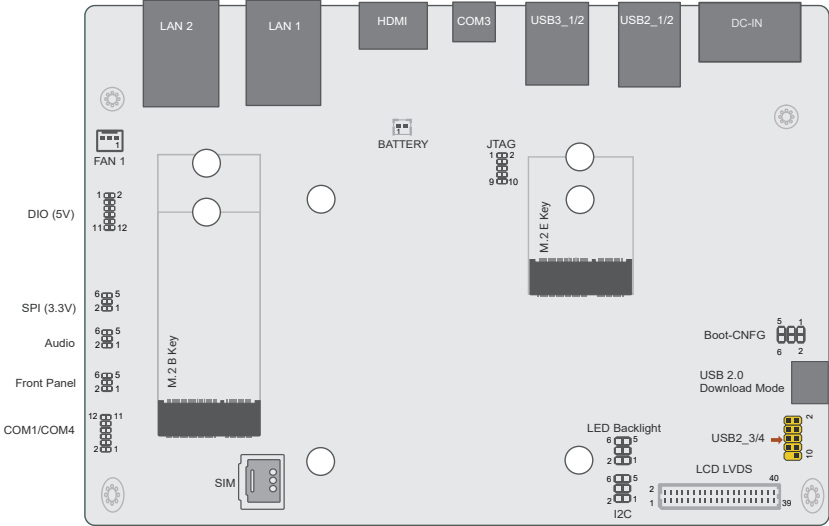 LAN 2
LAN 1
HDMI
COM3
USB3_1/2
USB2_1/2
DC-IN
1
BATTERY
1
FAN 1
JTAG
1 2
9 10
DIO (5V)
1 2
11 12
M.2 E Key
SPI (3.3V)
6 5
2 1
Audio
6 5
2 1
Front Panel
6 5
2 1
COM1/COM4
12 11
2 1
M.2 B Key
SIM
Boot-CNFG
5 1
6 2
USB 2.0
Download Mode
USB2_3/4
2
10
LED Backlight
6 5
2 1
6 5
2 1
I2C
LCD LVDS
2 40
1 39